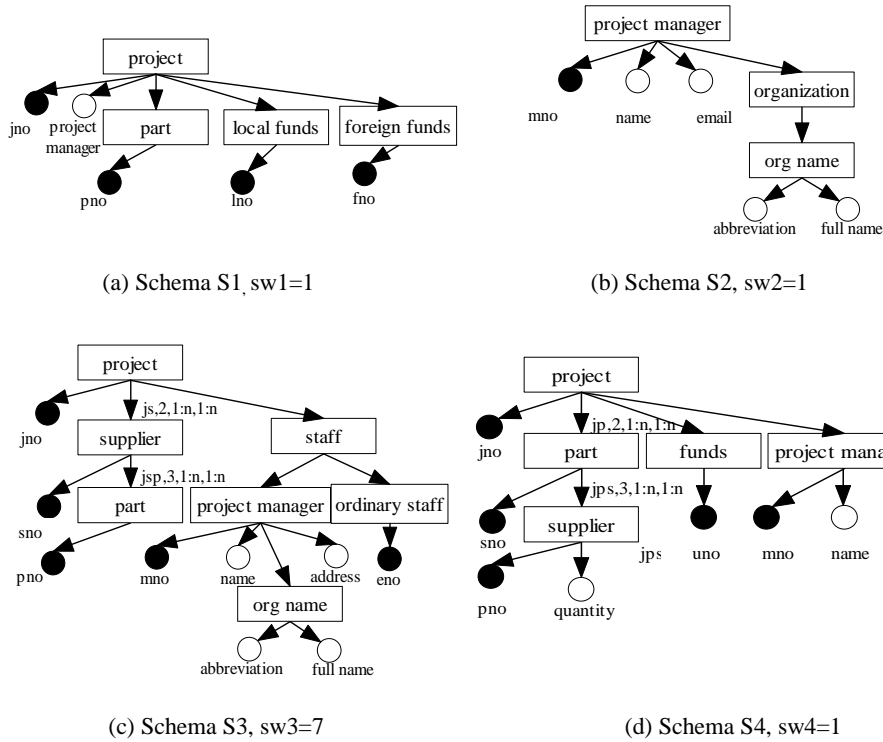 project
jno
project
manager
part
local funds
foreign funds
pno
lno
fno
(a) Schema S1, sw1=1
project manager
mno
name
email
organization
org name
abbreviation
full name
(b) Schema S2, sw2=1
project
jno
js,2,1:n,1:n
supplier
staff
jsp,3,1:n,1:n
sno
part
project manager
ordinary staff
pno
mno
name
address
eno
org name
abbreviation
full name
(c) Schema S3, sw3=7
project
jno
jp,2,1:n,1:n
part
funds
project mana
jps,3,1:n,1:n
sno
supplier
jps
uno
mno
name
pno
quantity
(d) Schema S4, sw4=1